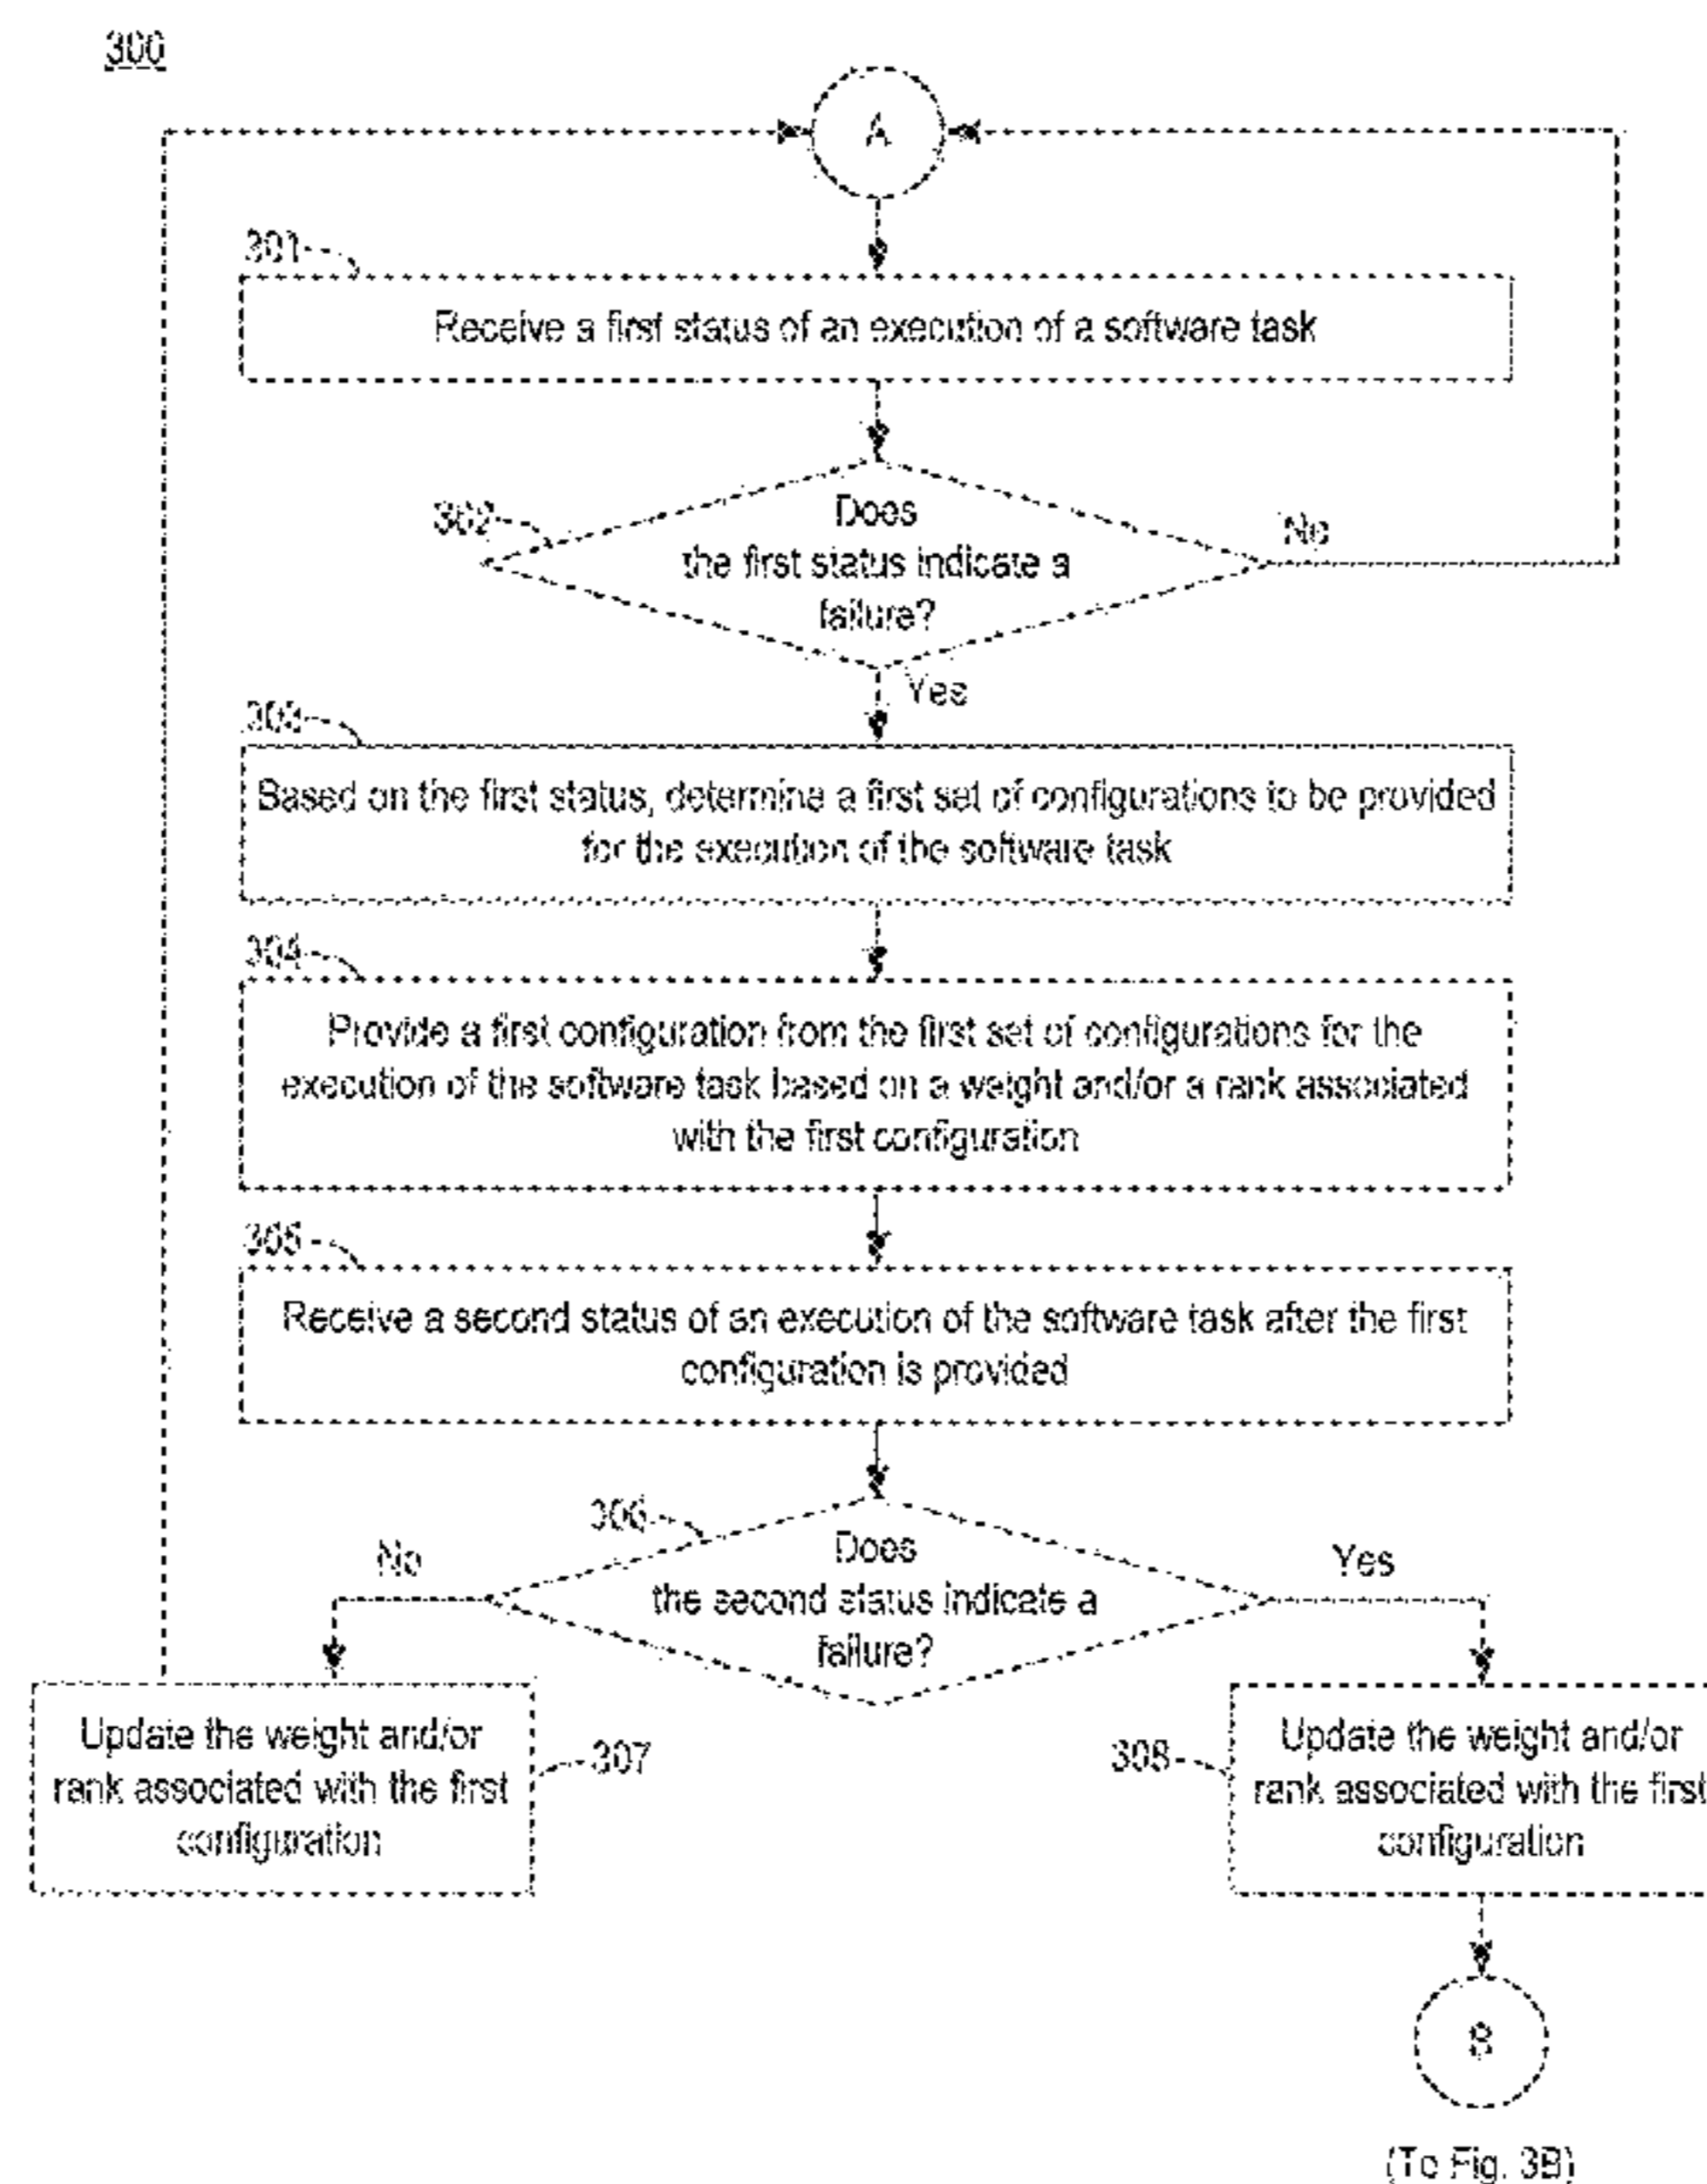 300
A
301
Receive a first status of an execution of a software task
302
Does
the first status indicate a
failure?
No
Yes
303
Based on the first status, determine a first set of configurations to be provided
for the execution of the software task
304
Provide a first configuration from the first set of configurations for the
execution of the software task based on a weight and/or a rank associated
with the first configuration
305
Receive a second status of an execution of the software task after the first
configuration is provided
306
Does
the second status indicate a
failure?
No
Yes
Update the weight and/or
rank associated with the first
configuration
307
308
Update the weight and/or
rank associated with the first
configuration
B
(To Fig. 3B)